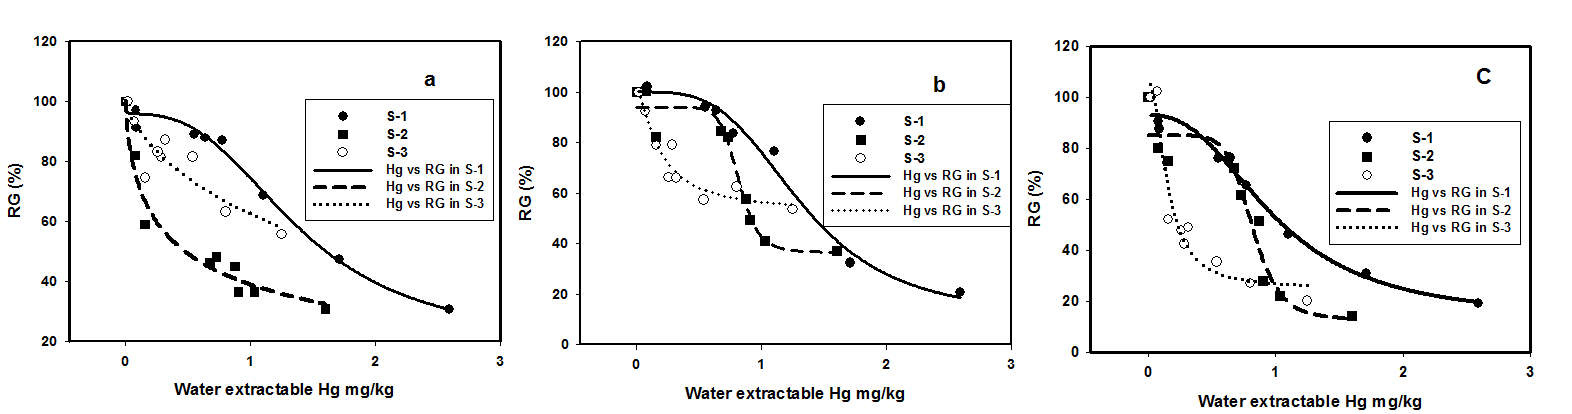 120
100
80
60
40
20
RG (%)
a
S-1
S-2
S-3
Hg vs RG in S-1
Hg vs RG in S-2
Hg vs RG in S-3
0 1 2 3
Water extractable Hg mg/kg
120
100
80
60
40
20
0
RG (%)
b
S-1
S-2
S-3
Hg vs RG in S-1
Hg vs RG in S-2
Hg vs RG in S-3
0 1 2 3
Water extractable Hg mg/kg
120
100
80
60
40
20
0
RG (%)
C
S-1
S-2
S-3
Hg vs RG in S-1
Hg vs RG in S-2
Hg vs RG in S-3
0 1 2 3
Water extractable Hg mg/kg